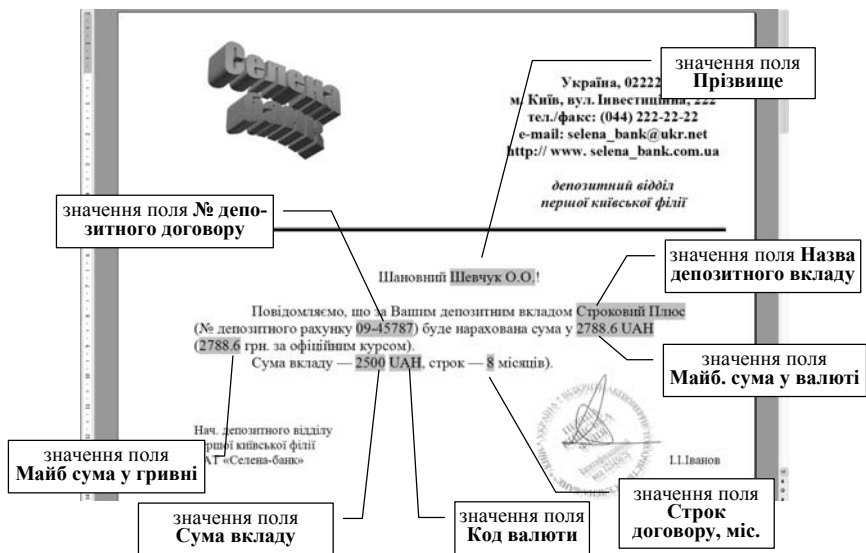 Селена
Банк
значення поля
Прізвище
Україна, 02222
м. Київ, вул. Інвестиційна, 222
тел./факс: (044) 222-22-22
e-mail: selena_bank@ukr.net
http:// www. selena_bank.com.ua
депозитний відділ
першої київської філії
значення поля № депо-
зитного договору
значення поля Назва
депозитного вкладу
Шановний Шевчук О.О.!
Повідомляємо, що за Вашим депозитним вкладом Строковий Плюс
(№ депозитного рахунку 09-45787) буде нарахована сума у 2788.6 UAH
(2788.6 грн. за офіційним курсом).
Сума вкладу — 2500 UAH, строк — 8 місяців).
значення поля
Майб. сума у валюті
Нач. депозитного відділу
першої київської філії
«Селена-банк»
І.І.Іванов
значення поля
Майб сума у гривні
значення поля
Сума вкладу
значення поля
Код валюти
значення поля
Строк
договору, міс.